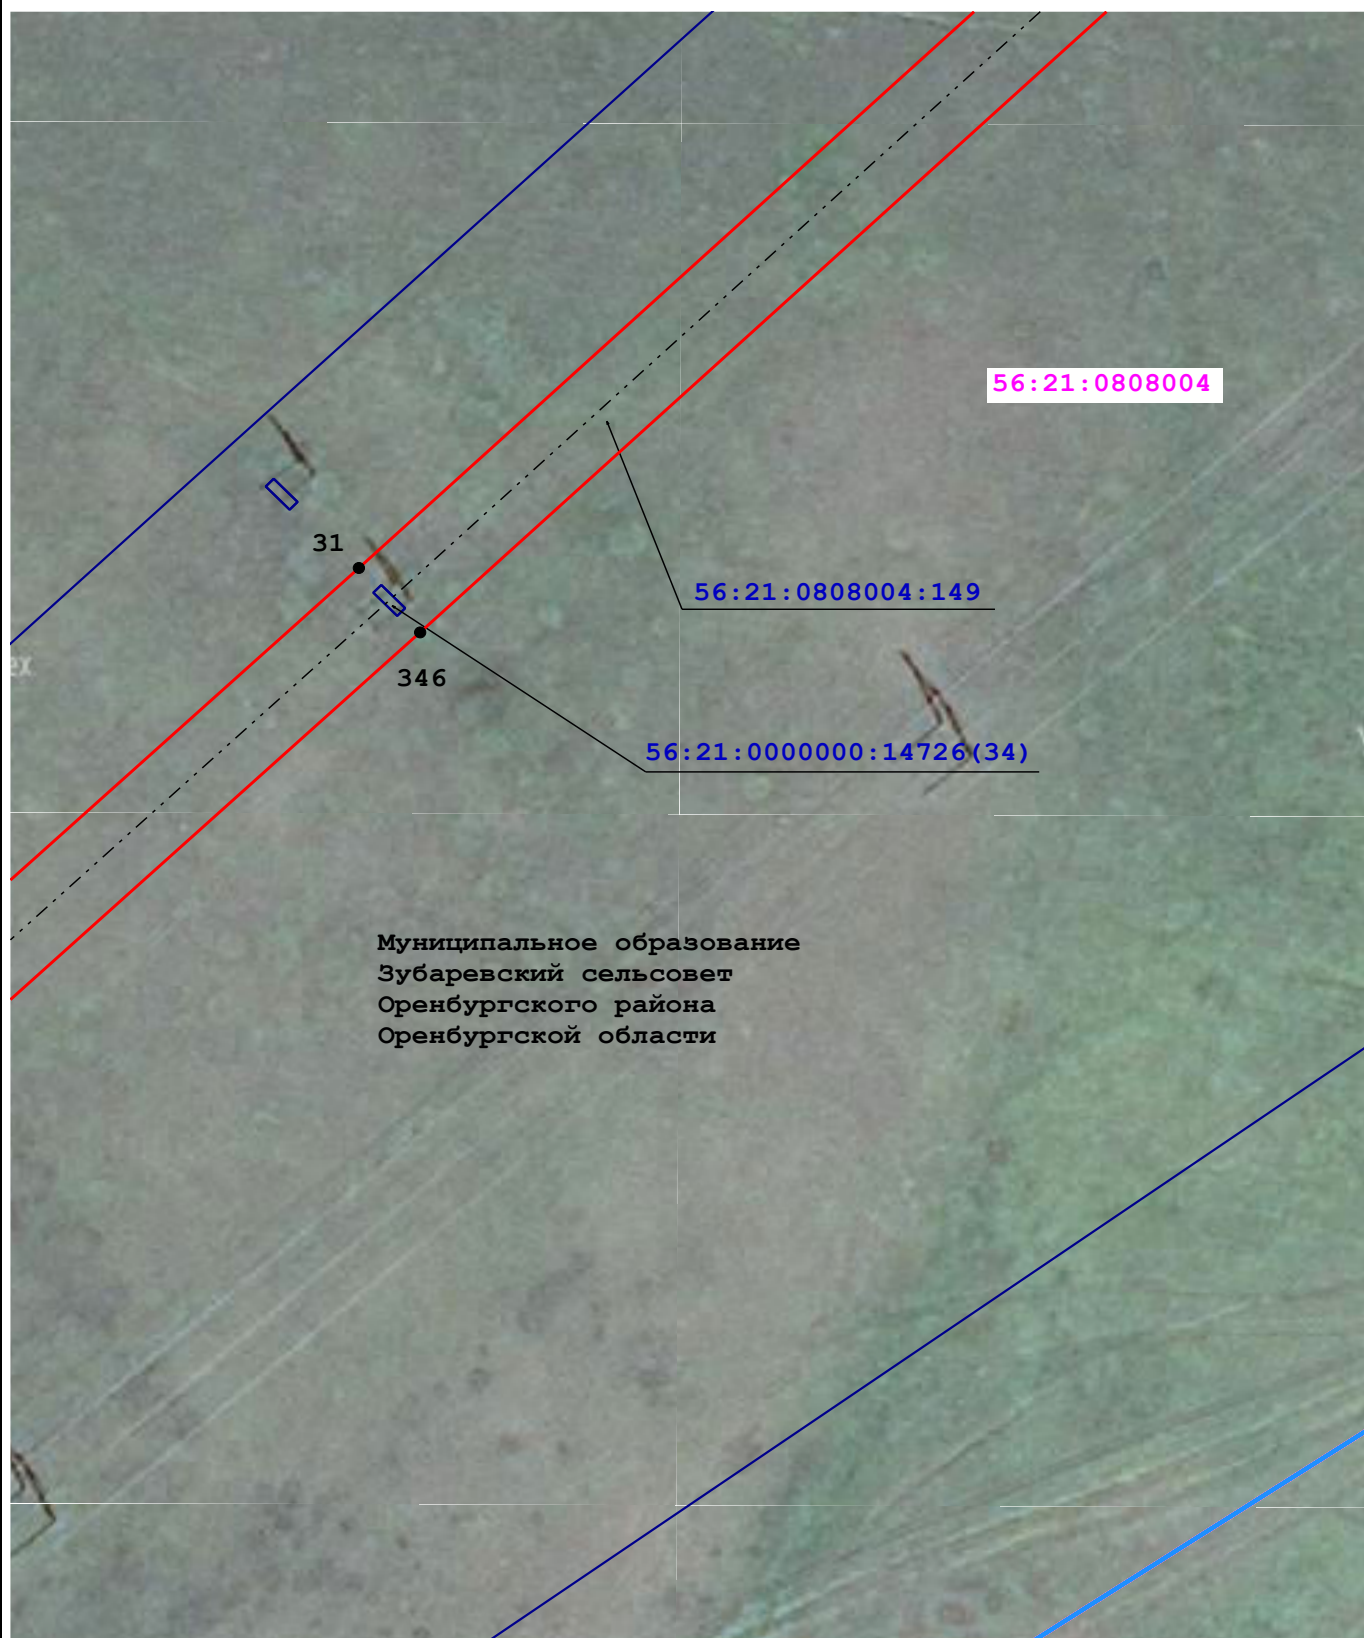 56:21:0808004
31
56:21:0808004:149
ex
346
56:21:0000000:14726(34)
Муниципальное образование
Зубаревский сельсовет
Оренбургского района
Оренбургской области